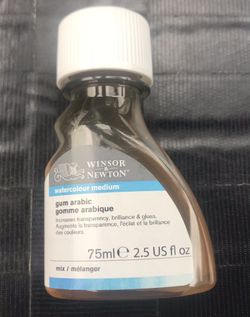 WINSOR
&
NEWTON
watercolour medium
gum arabic
gomme arabique
Increases transparency, brilliance & gloss.
Augmente la transparence, l'éclat et la brillance
des couleurs.
75ml℮ 2.5 US fl oz
mix / mélanger